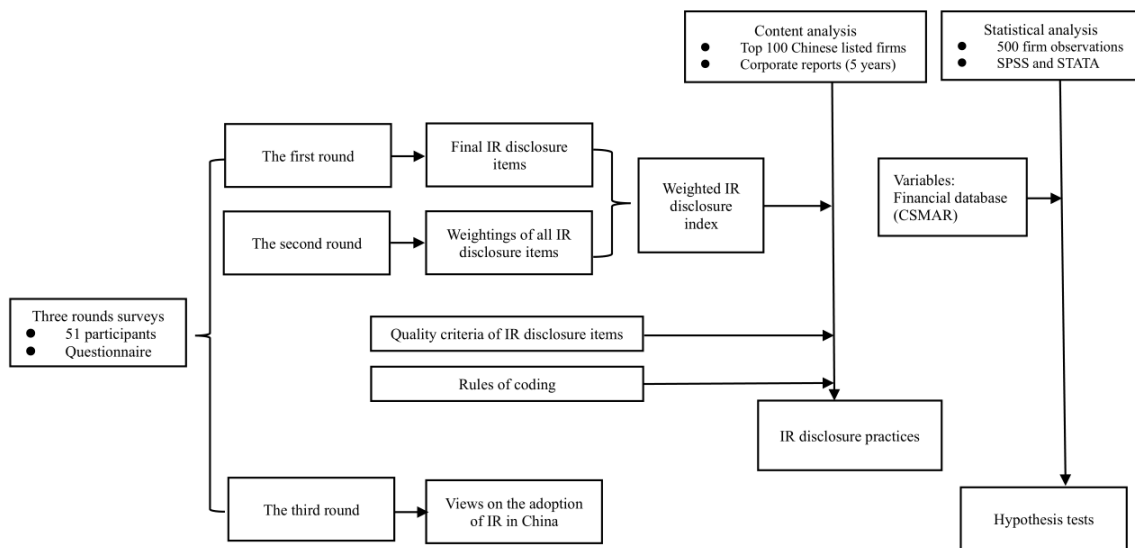 Content analysis
● Top 100 Chinese listed firms
● Corporate reports (5 years)
Statistical analysis
● 500 firm observations
● SPSS and STATA
The first round
Final IR disclosure
items
Weighted IR
disclosure
index
Variables:
Financial database
(CSMAR)
The second round
Weightings of all IR
disclosure items
Three rounds surveys
● 51 participants
● Questionnaire
Quality criteria of IR disclosure items
Rules of coding
IR disclosure practices
The third round
Views on the adoption
of IR in China
Hypothesis tests